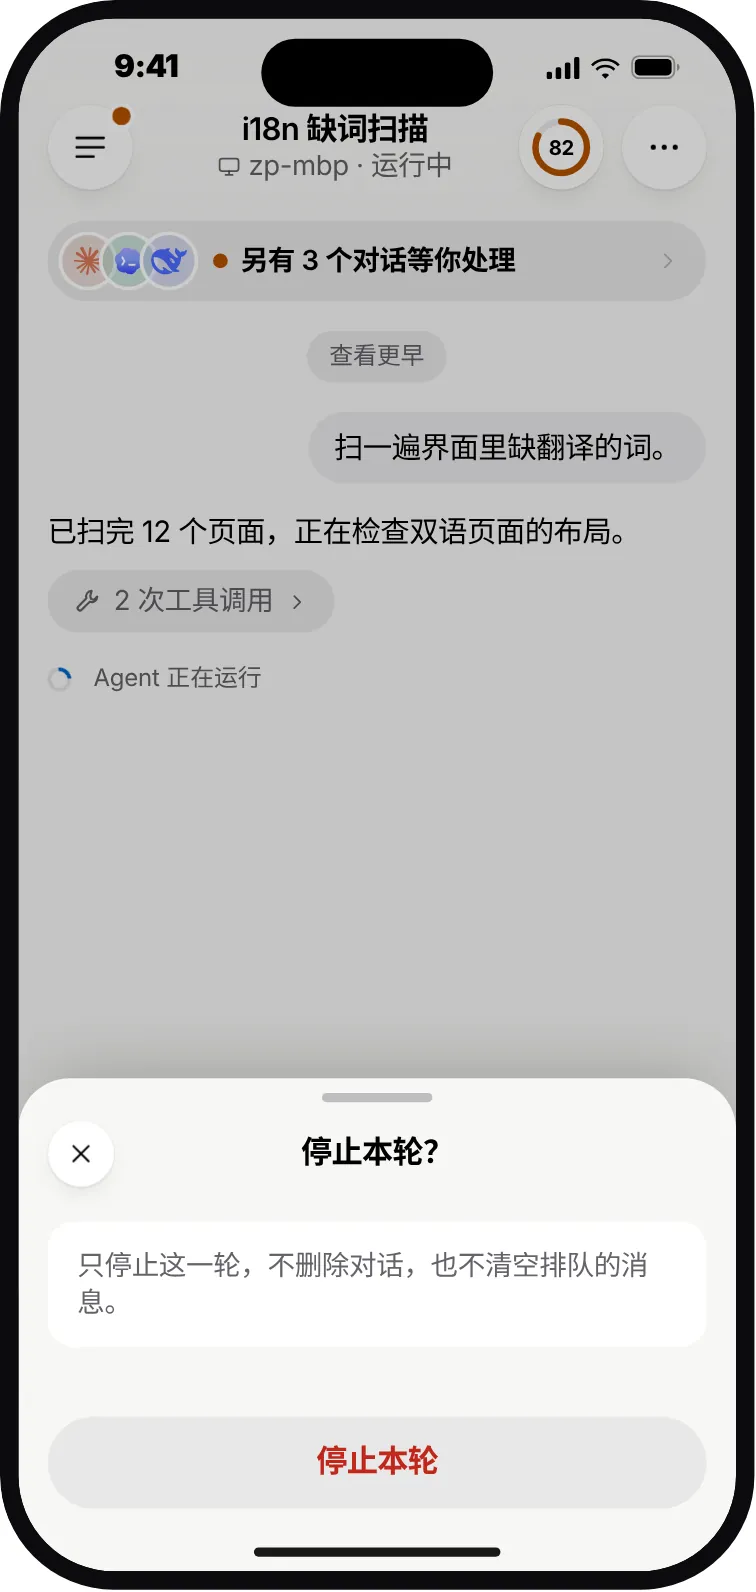 9:41
i18n 缺词扫描
zp-mbp · 运行中
82
另有 3 个对话等你处理
查看更早
扫一遍界面里缺翻译的词。
已扫完 12 个页面，正在检查双语页面的布局。
2 次工具调用
Agent 正在运行
停止本轮？
只停止这一轮，不删除对话，也不清空排队的消
息。
停止本轮